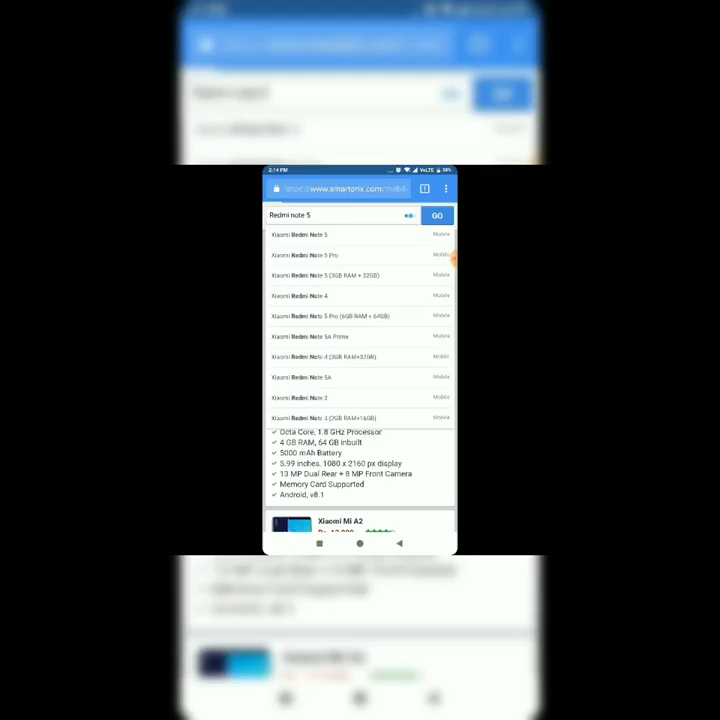 2:14 PM ... VoLTE 38%
https://www.smartprix.com/mobil
Redmi note 5 GO
Xiaomi Redmi Note 5 Mobile
Xiaomi Redmi Note 5 Pro Mobile
Xiaomi Redmi Note 5 (3GB RAM + 32GB) Mobile
Xiaomi Redmi Note 4 Mobile
Xiaomi Redmi Note 5 Pro (6GB RAM + 64GB) Mobile
Xiaomi Redmi Note 5A Prime Mobile
Xiaomi Redmi Note 4 (3GB RAM+32GB) Mobile
Xiaomi Redmi Note 5A Mobile
Xiaomi Redmi Note 3 Mobile
Xiaomi Redmi Note 3 (2GB RAM+16GB) Mobile
Octa Core, 1.8 GHz Processor
4 GB RAM, 64 GB inbuilt
5000 mAh Battery
5.99 inches, 1080 x 2160 px display
13 MP Dual Rear + 8 MP Front Camera
Memory Card Supported
Android, v8.1
Xiaomi Mi A2